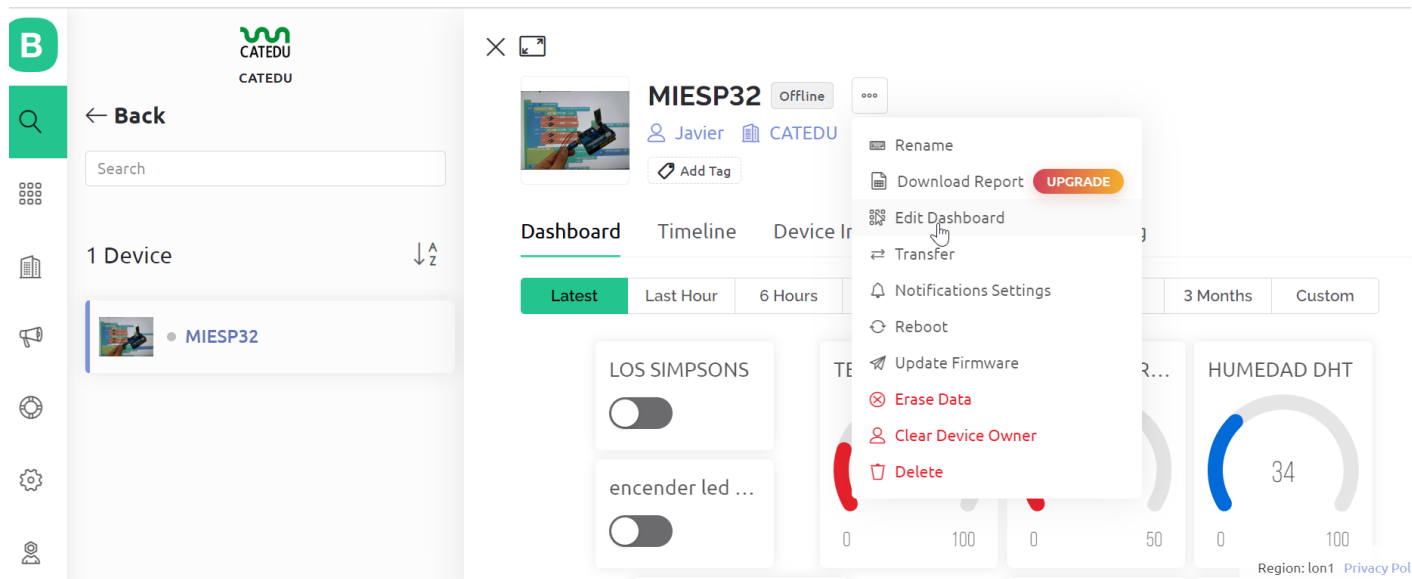 B
CATEDU
CATEDU
← Back
Search
1 Device
A
Z
MIESP32
MIESP32 Offline
Javier CATEDU
Add Tag
Rename
Download Report UPGRADE
Edit Dashboard
Transfer
Notifications Settings
Reboot
Update Firmware
Erase Data
Clear Device Owner
Delete
Dashboard Timeline Device In
Latest Last Hour 6 Hours 3 Months Custom
LOS SIMPSONS
encender led ...
TE
0 100
R...
0 50
HUMEDAD DHT
34
0 100
Region: lon1 Privacy Pol